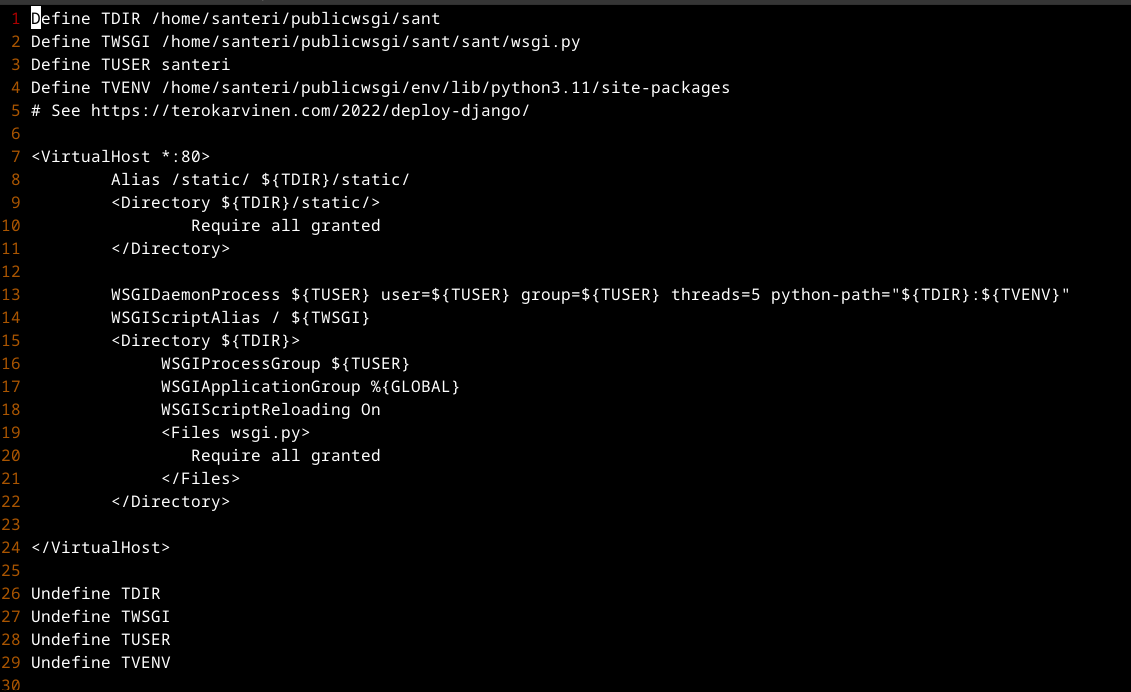 1 Define TDIR /home/santeri/publicwsgi/sant
2 Define TWSGI /home/santeri/publicwsgi/sant/sant/wsgi.py
3 Define TUSER santeri
4 Define TVENV /home/santeri/publicwsgi/env/lib/python3.11/site-packages
5 # See https://terokarvinen.com/2022/deploy-django/
6
7 <VirtualHost *:80>
8         Alias /static/ ${TDIR}/static/
9         <Directory ${TDIR}/static/>
10                 Require all granted
11         </Directory>
12
13         WSGIDaemonProcess ${TUSER} user=${TUSER} group=${TUSER} threads=5 python-path="${TDIR}:${TVENV}"
14         WSGIScriptAlias / ${TWSGI}
15         <Directory ${TDIR}>
16              WSGIProcessGroup ${TUSER}
17              WSGIApplicationGroup %{GLOBAL}
18              WSGIScriptReloading On
19              <Files wsgi.py>
20                 Require all granted
21              </Files>
22         </Directory>
23
24 </VirtualHost>
25
26 Undefine TDIR
27 Undefine TWSGI
28 Undefine TUSER
29 Undefine TVENV
30